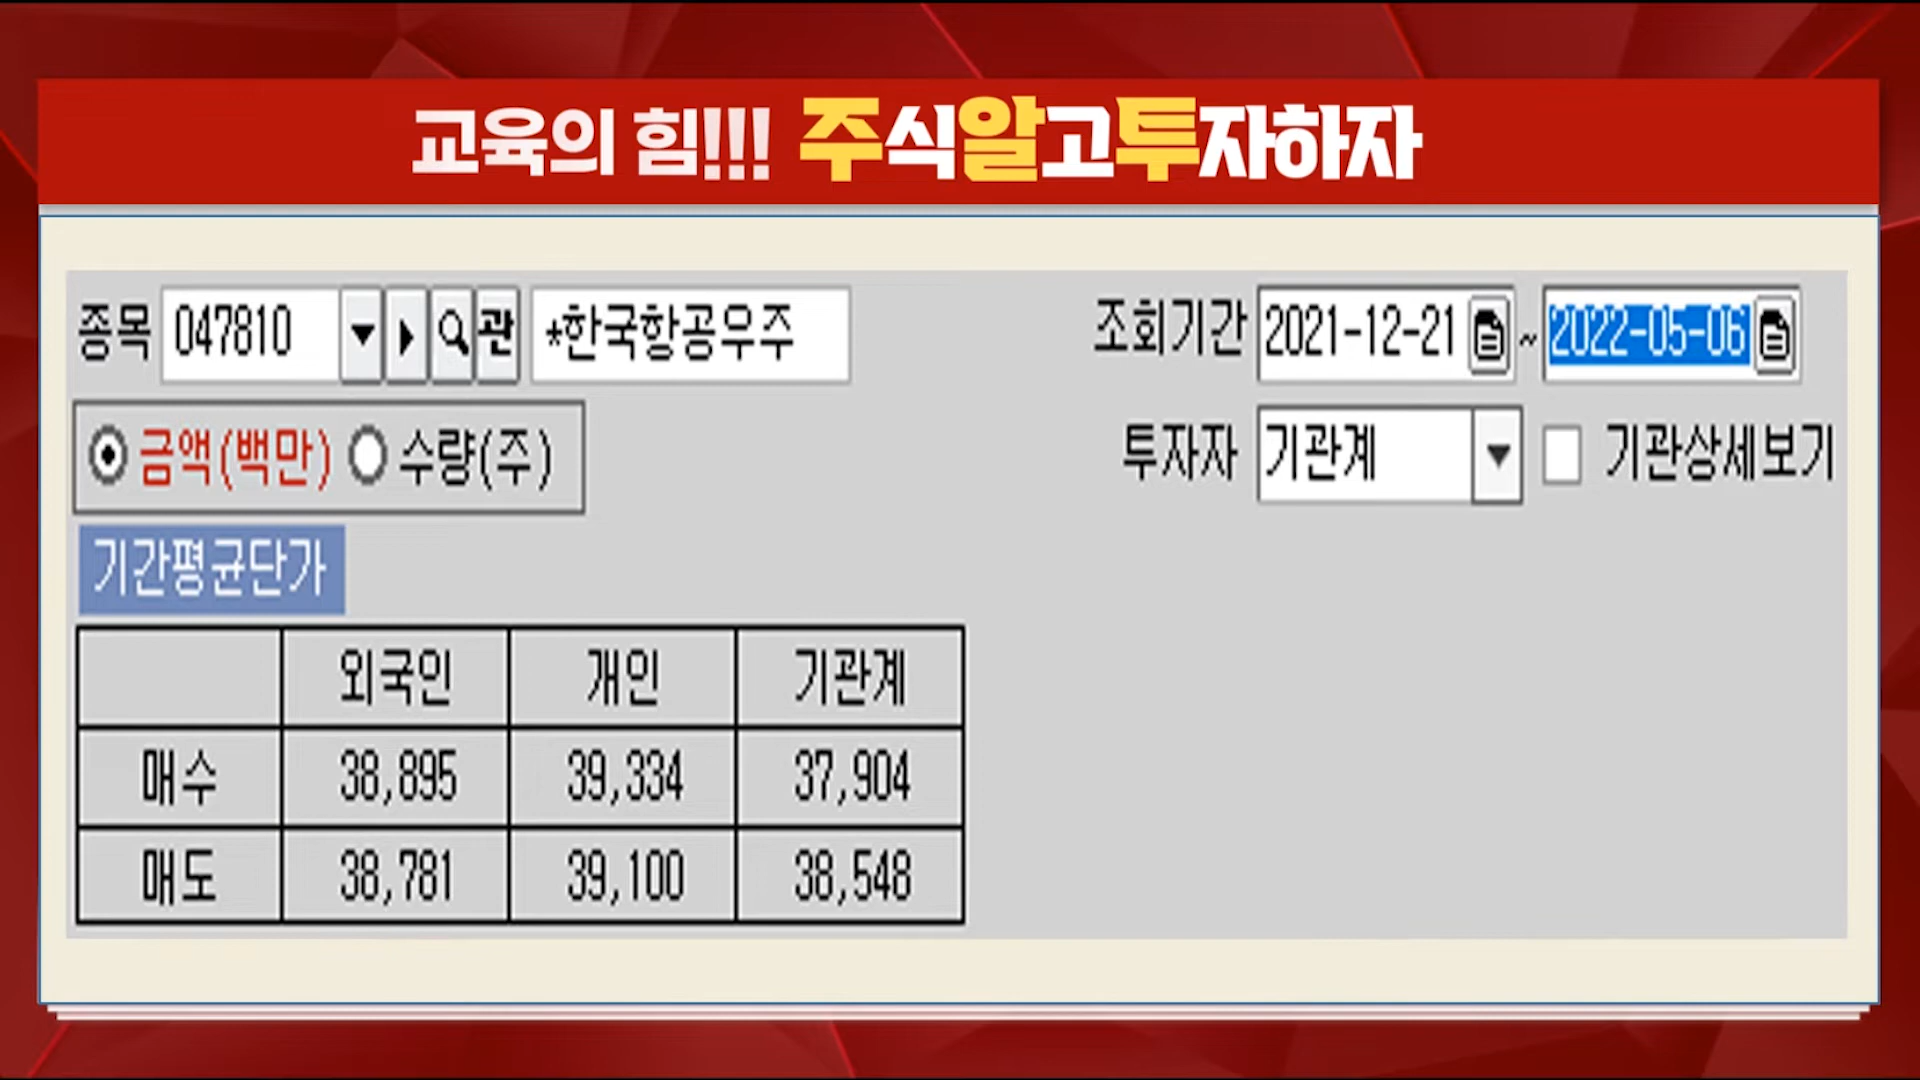 교육의 힘!!! 주식알고투자하자
종목 047810 관 *한국항공우주 조회기간 2021-12-21 ~ 2022-05-06
금액(백만) 수량(주) 투자자 기관계 기관상세보기
기간평균단가
외국인 개인 기관계
매수 38,895 39,334 37,904
매도 38,781 39,100 38,548